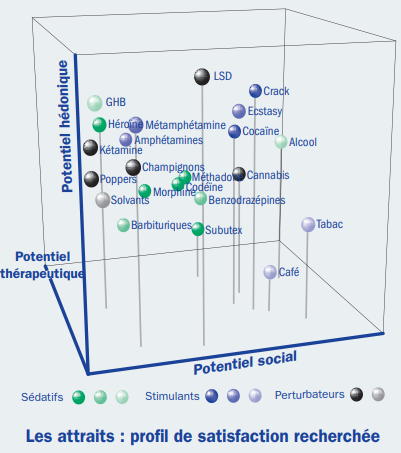 LSD
Crack
GHB
Ecstasy
Héroïne Métamphétamine
Cocaïne
Amphétamines
Alcool
Kétamine
Champignons
Poppers
Méthadone Cannabis
Codéine
Morphine
Solvants
Benzodrazépines
Barbituriques
Subutex
Tabac
Café
Potentiel hédonique
Potentiel
thérapeutique
Potentiel social
Sédatifs Stimulants Perturbateurs
Les attraits : profil de satisfaction recherchée